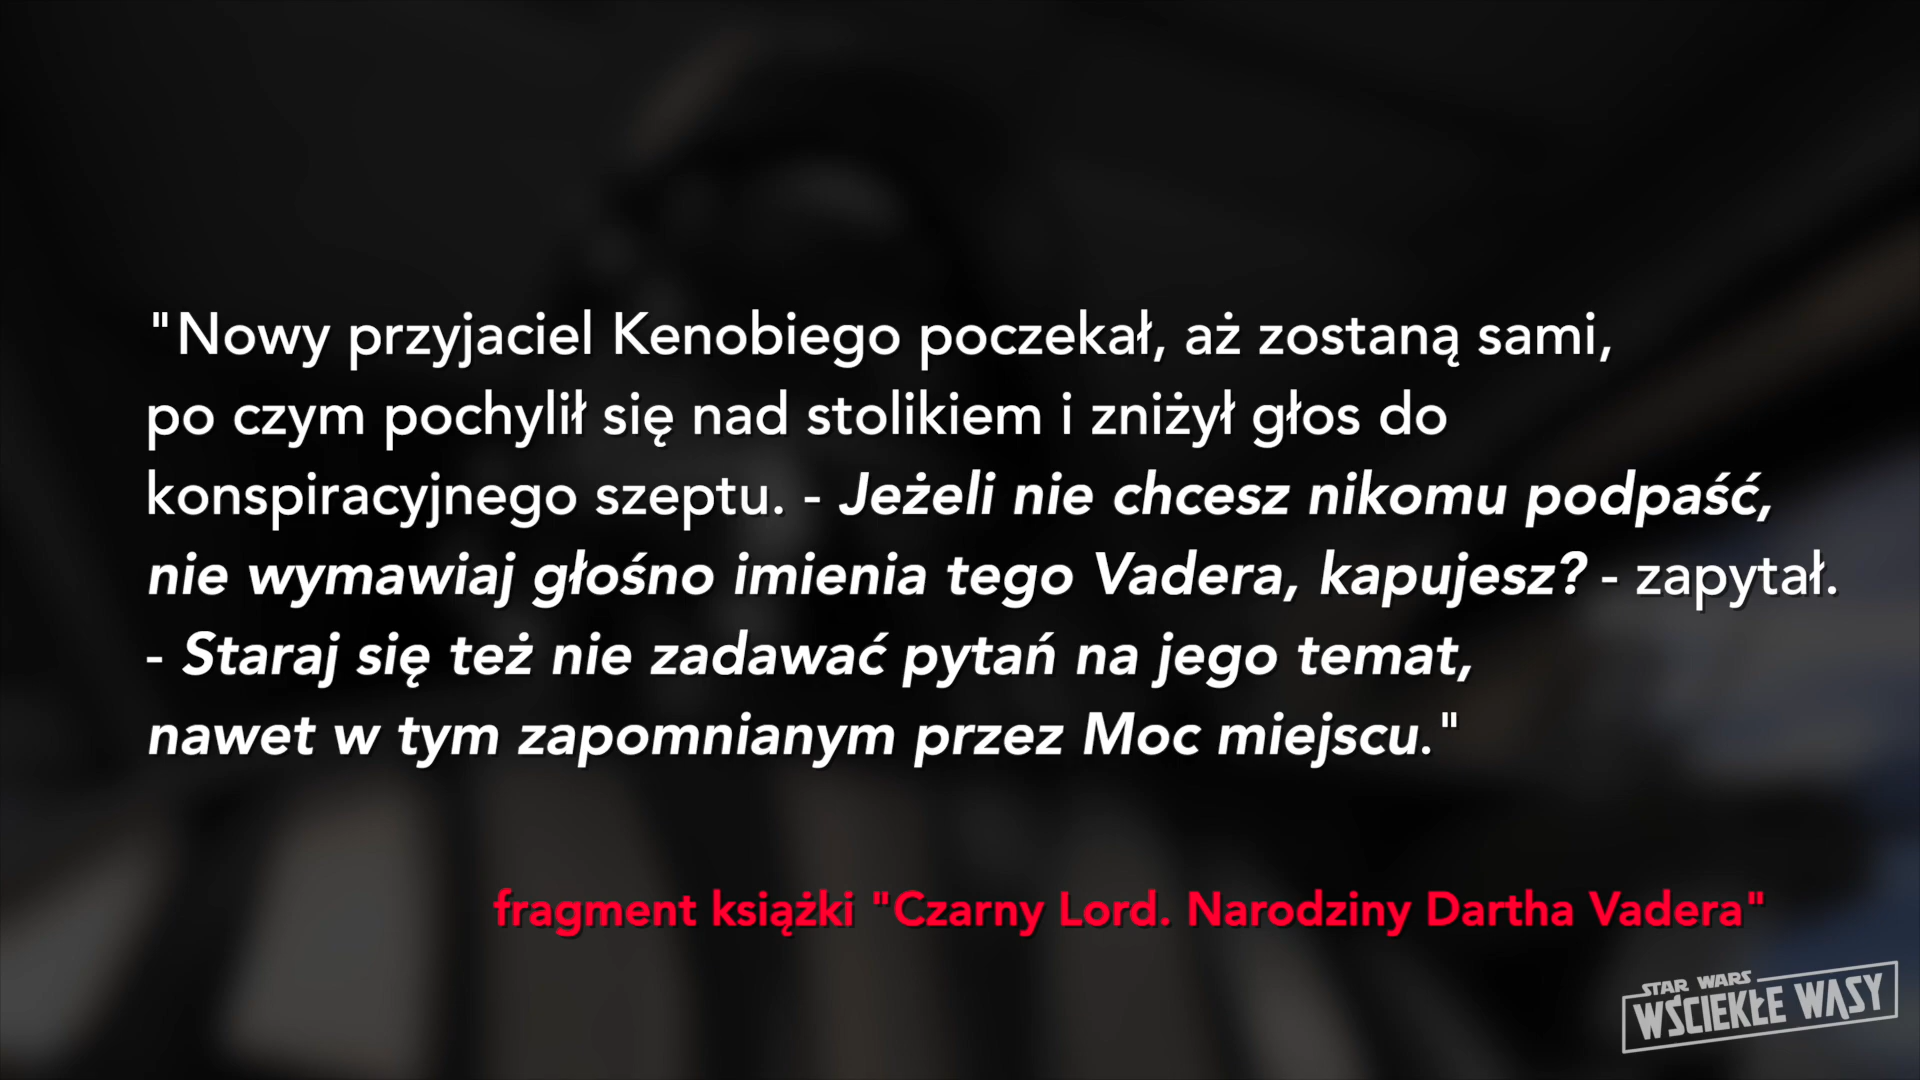 "Nowy przyjaciel Kenobiego poczekał, aż zostaną sami,
po czym pochylił się nad stolikiem i zniżył głos do
konspiracyjnego szeptu. - Jeżeli nie chcesz nikomu podpaść,
nie wymawiaj głośno imienia tego Vadera, kapujesz? - zapytał.
- Staraj się też nie zadawać pytań na jego temat,
nawet w tym zapomnianym przez Moc miejscu."
fragment książki "Czarny Lord. Narodziny Dartha Vadera"
STAR WARS
WŚCIEKŁE WĄSY